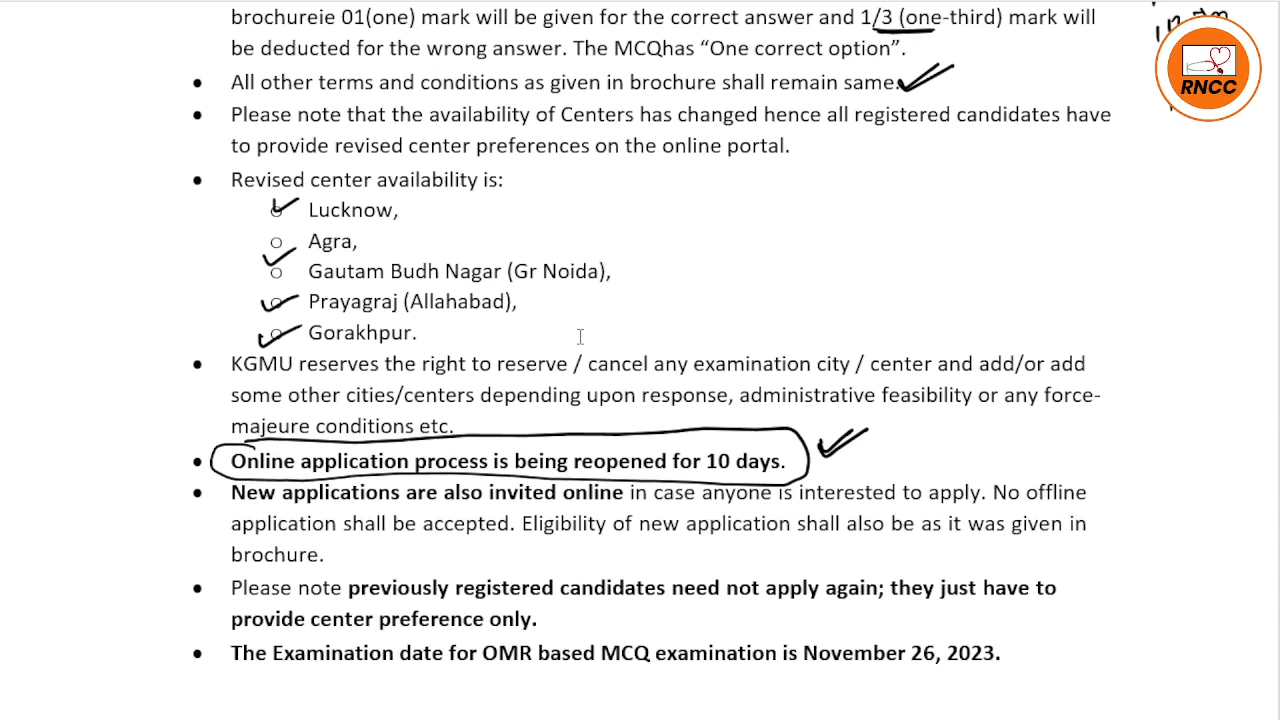 brochureie 01(one) mark will be given for the correct answer and 1/3 (one-third) mark will
be deducted for the wrong answer. The MCQhas “One correct option”.
• All other terms and conditions as given in brochure shall remain same.
• Please note that the availability of Centers has changed hence all registered candidates have
to provide revised center preferences on the online portal.
• Revised center availability is:
o Lucknow,
o Agra,
o Gautam Budh Nagar (Gr Noida),
o Prayagraj (Allahabad),
o Gorakhpur.
• KGMU reserves the right to reserve / cancel any examination city / center and add/or add
some other cities/centers depending upon response, administrative feasibility or any force-
majeure conditions etc.
• Online application process is being reopened for 10 days.
• New applications are also invited online in case anyone is interested to apply. No offline
application shall be accepted. Eligibility of new application shall also be as it was given in
brochure.
• Please note previously registered candidates need not apply again; they just have to
provide center preference only.
• The Examination date for OMR based MCQ examination is November 26, 2023.
RNCC